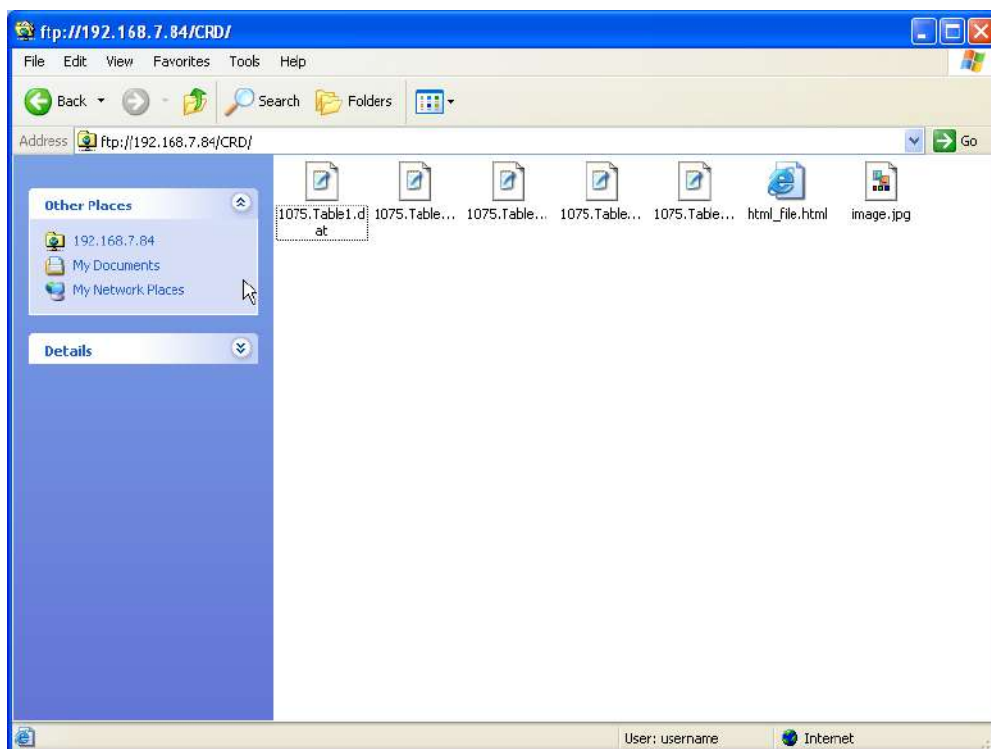 ftp://192.168.7.84/CRD/
File Edit View Favorites Tools Help
Back Search Folders
Address ftp://192.168.7.84/CRD/ Go
Other Places
192.168.7.84
My Documents
My Network Places
Details
1075.Table1.d
at
1075.Table...
1075.Table...
1075.Table...
1075.Table...
html_file.html
image.jpg
User: username Internet